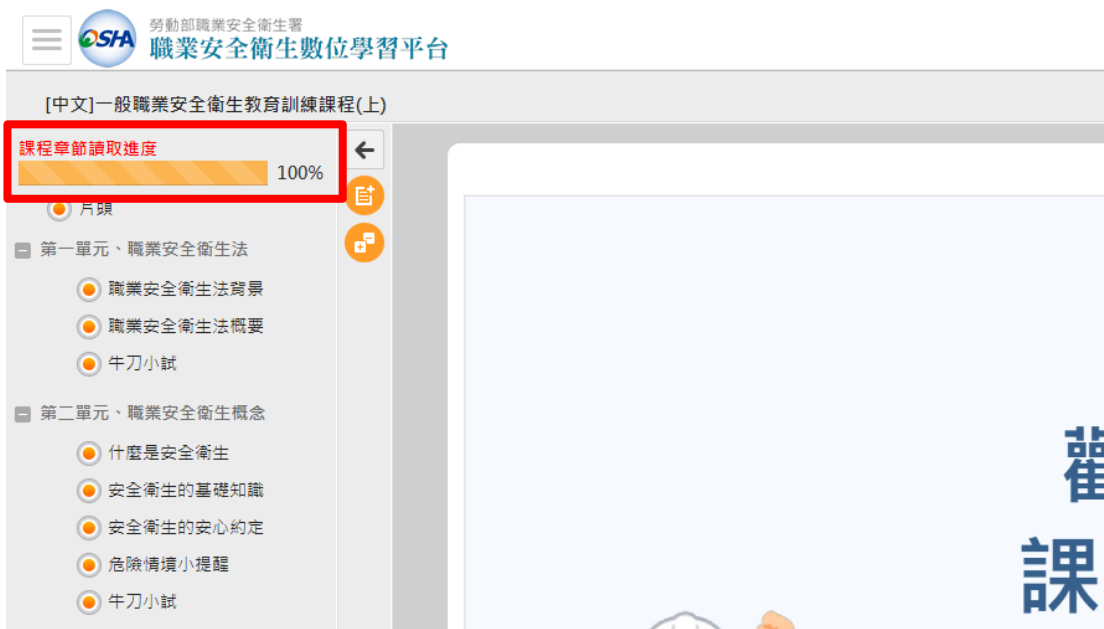 OSHA
勞動部職業安全衛生署
職業安全衛生數位學習平台
[中文]一般職業安全衛生教育訓練課程(上)
課程章節讀取進度
100%
片頭
第一單元、職業安全衛生法
職業安全衛生法背景
職業安全衛生法概要
牛刀小試
第二單元、職業安全衛生概念
什麼是安全衛生
安全衛生的基礎知識
安全衛生的安心約定
危險情境小提醒
牛刀小試
課